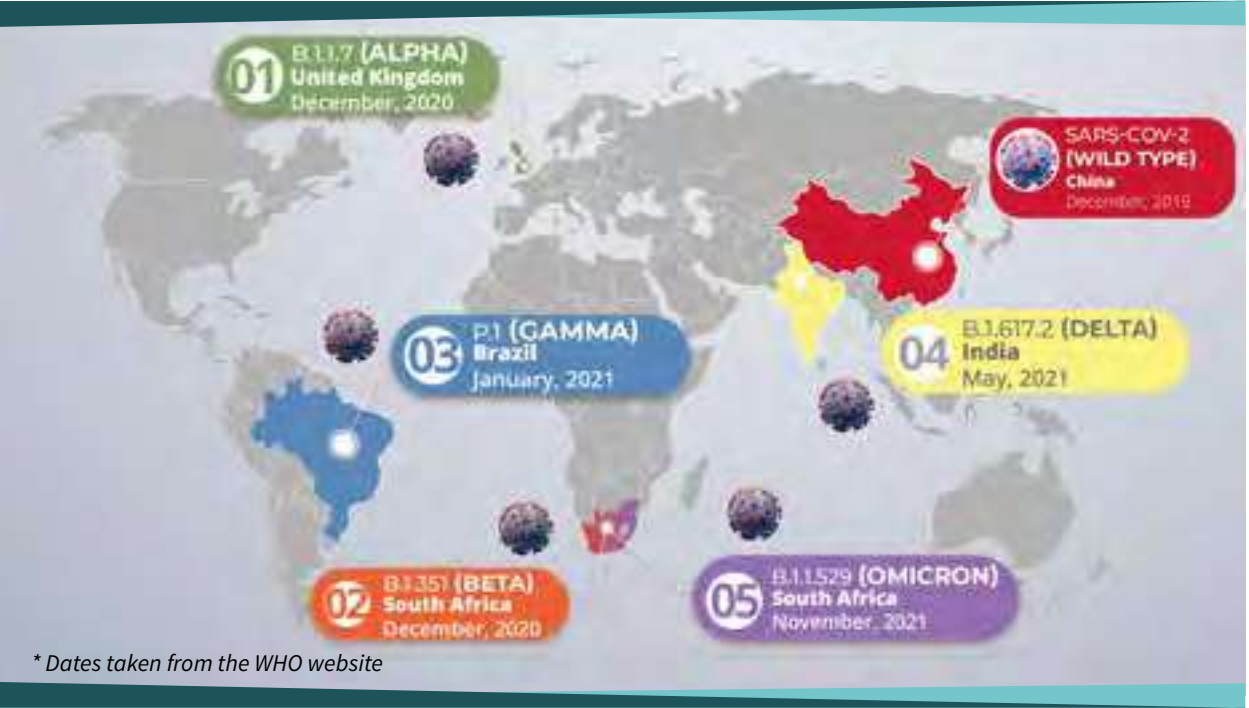 01
B.1.1.7 (ALPHA)
United Kingdom
December, 2020
SARS-COV-2
(WILD TYPE)
China
December, 2019
03
P.1 (GAMMA)
Brazil
January, 2021
04
B.1.617.2 (DELTA)
India
May, 2021
02
B.1.351 (BETA)
South Africa
December, 2020
05
B.1.1.529 (OMICRON)
South Africa
November, 2021
* Dates taken from the WHO website